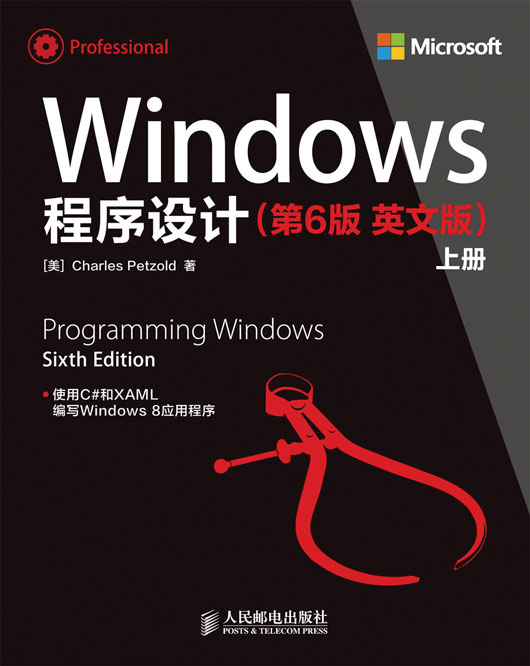 Professional
Microsoft
Windows
程序设计(第6版 英文版)
上册
[美] Charles Petzold 著
Programming Windows
Sixth Edition
•使用C#和XAML
编写Windows 8应用程序
人民邮电出版社
POSTS & TELECOM PRESS